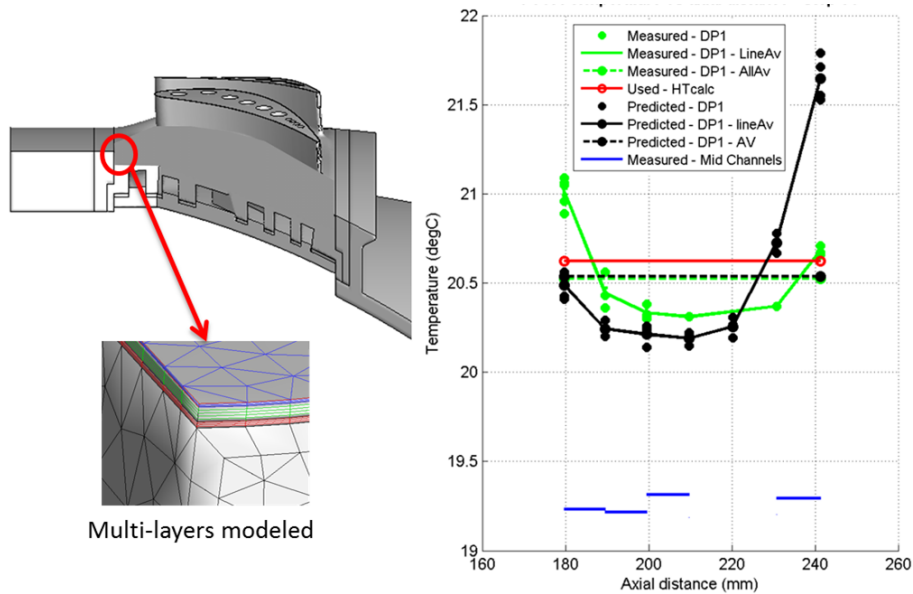 Multi-layers modeled
22
21.5
21
20.5
20
19.5
19
Temperature (degC)
Measured - DP1
Measured - DP1 - LineAv
Measured - DP1 - AllAv
Used - HTcalc
Predicted - DP1
Predicted - DP1 - lineAv
Predicted - DP1 - AV
Measured - Mid Channels
160
180
200
220
240
260
Axial distance (mm)